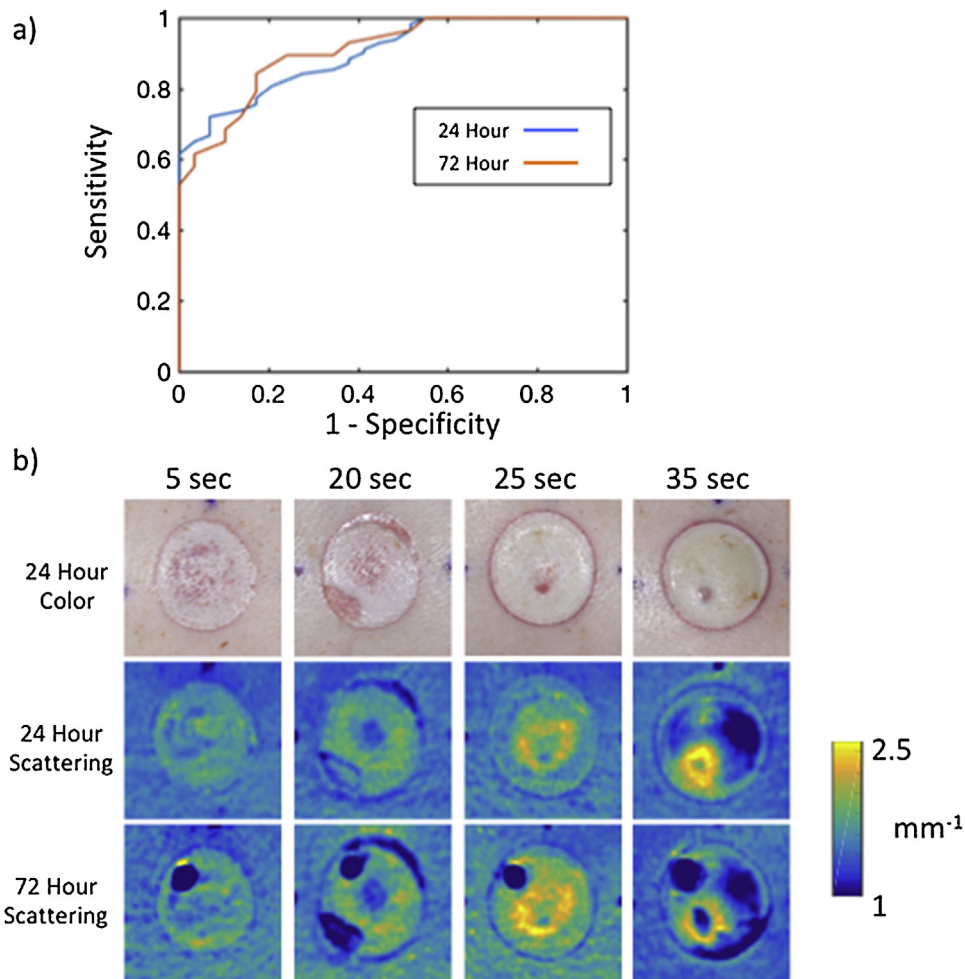 a)
1
0.8
0.6
0.4
0.2
0
Sensitivity
24 Hour
72 Hour
0 0.2 0.4 0.6 0.8 1
1 - Specificity
b)
5 sec 20 sec 25 sec 35 sec
24 Hour
Color
24 Hour
Scattering
72 Hour
Scattering
2.5
mm⁻¹
1